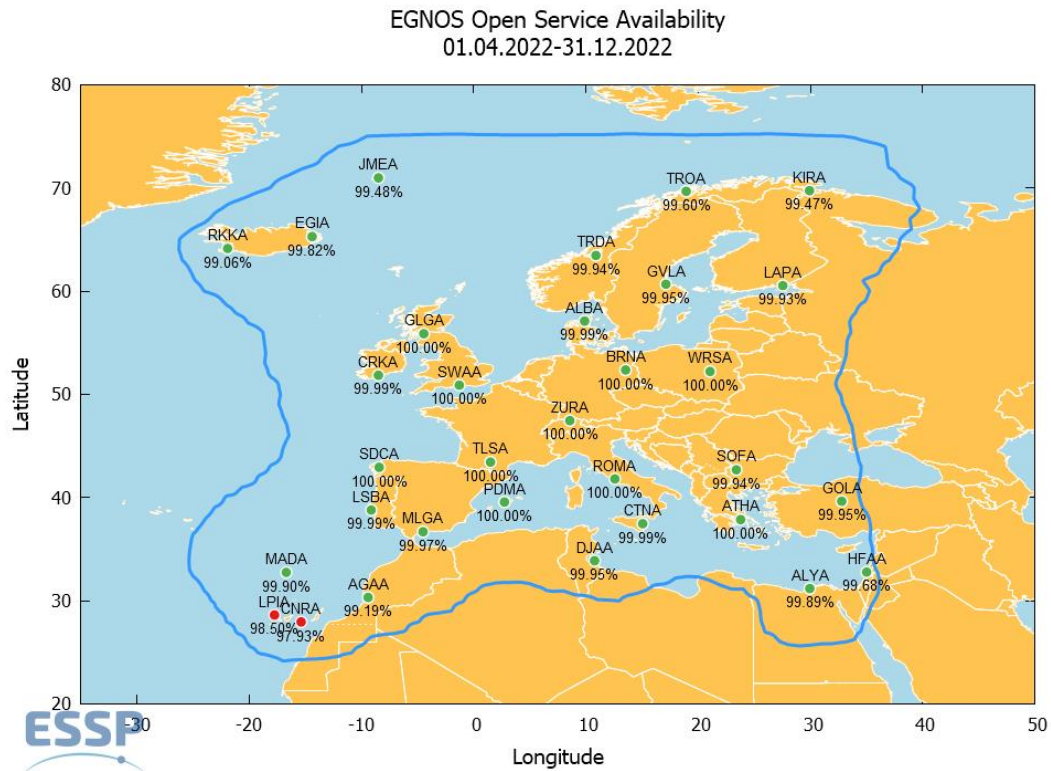 EGNOS Open Service Availability
01.04.2022-31.12.2022
80
70
60
50
40
30
20
Latitude
JMEA
99.48%
TROA
99.60%
KIRA
99.47%
RKKA
99.06%
EGIA
99.82%
TRDA
99.94%
GVLA
99.95%
LAPA
99.93%
ALBA
99.99%
GLGA
100.00%
CRKA
99.99%
SWAA
100.00%
BRNA
100.00%
WRSA
100.00%
ZURA
100.00%
SDCA
100.00%
TLSA
100.00%
ROMA
100.00%
SOFA
99.94%
LSBA
99.99%
PDMA
100.00%
GOLA
99.95%
MLGA
99.97%
CTNA
99.99%
ATHA
100.00%
DJAA
99.95%
MADA
99.90%
HFAA
99.68%
AGAA
99.19%
ALYA
99.89%
LPIA
98.50%
CNRA
97.93%
-30
-20
-10
0
10
20
30
40
50
Longitude
ESSP